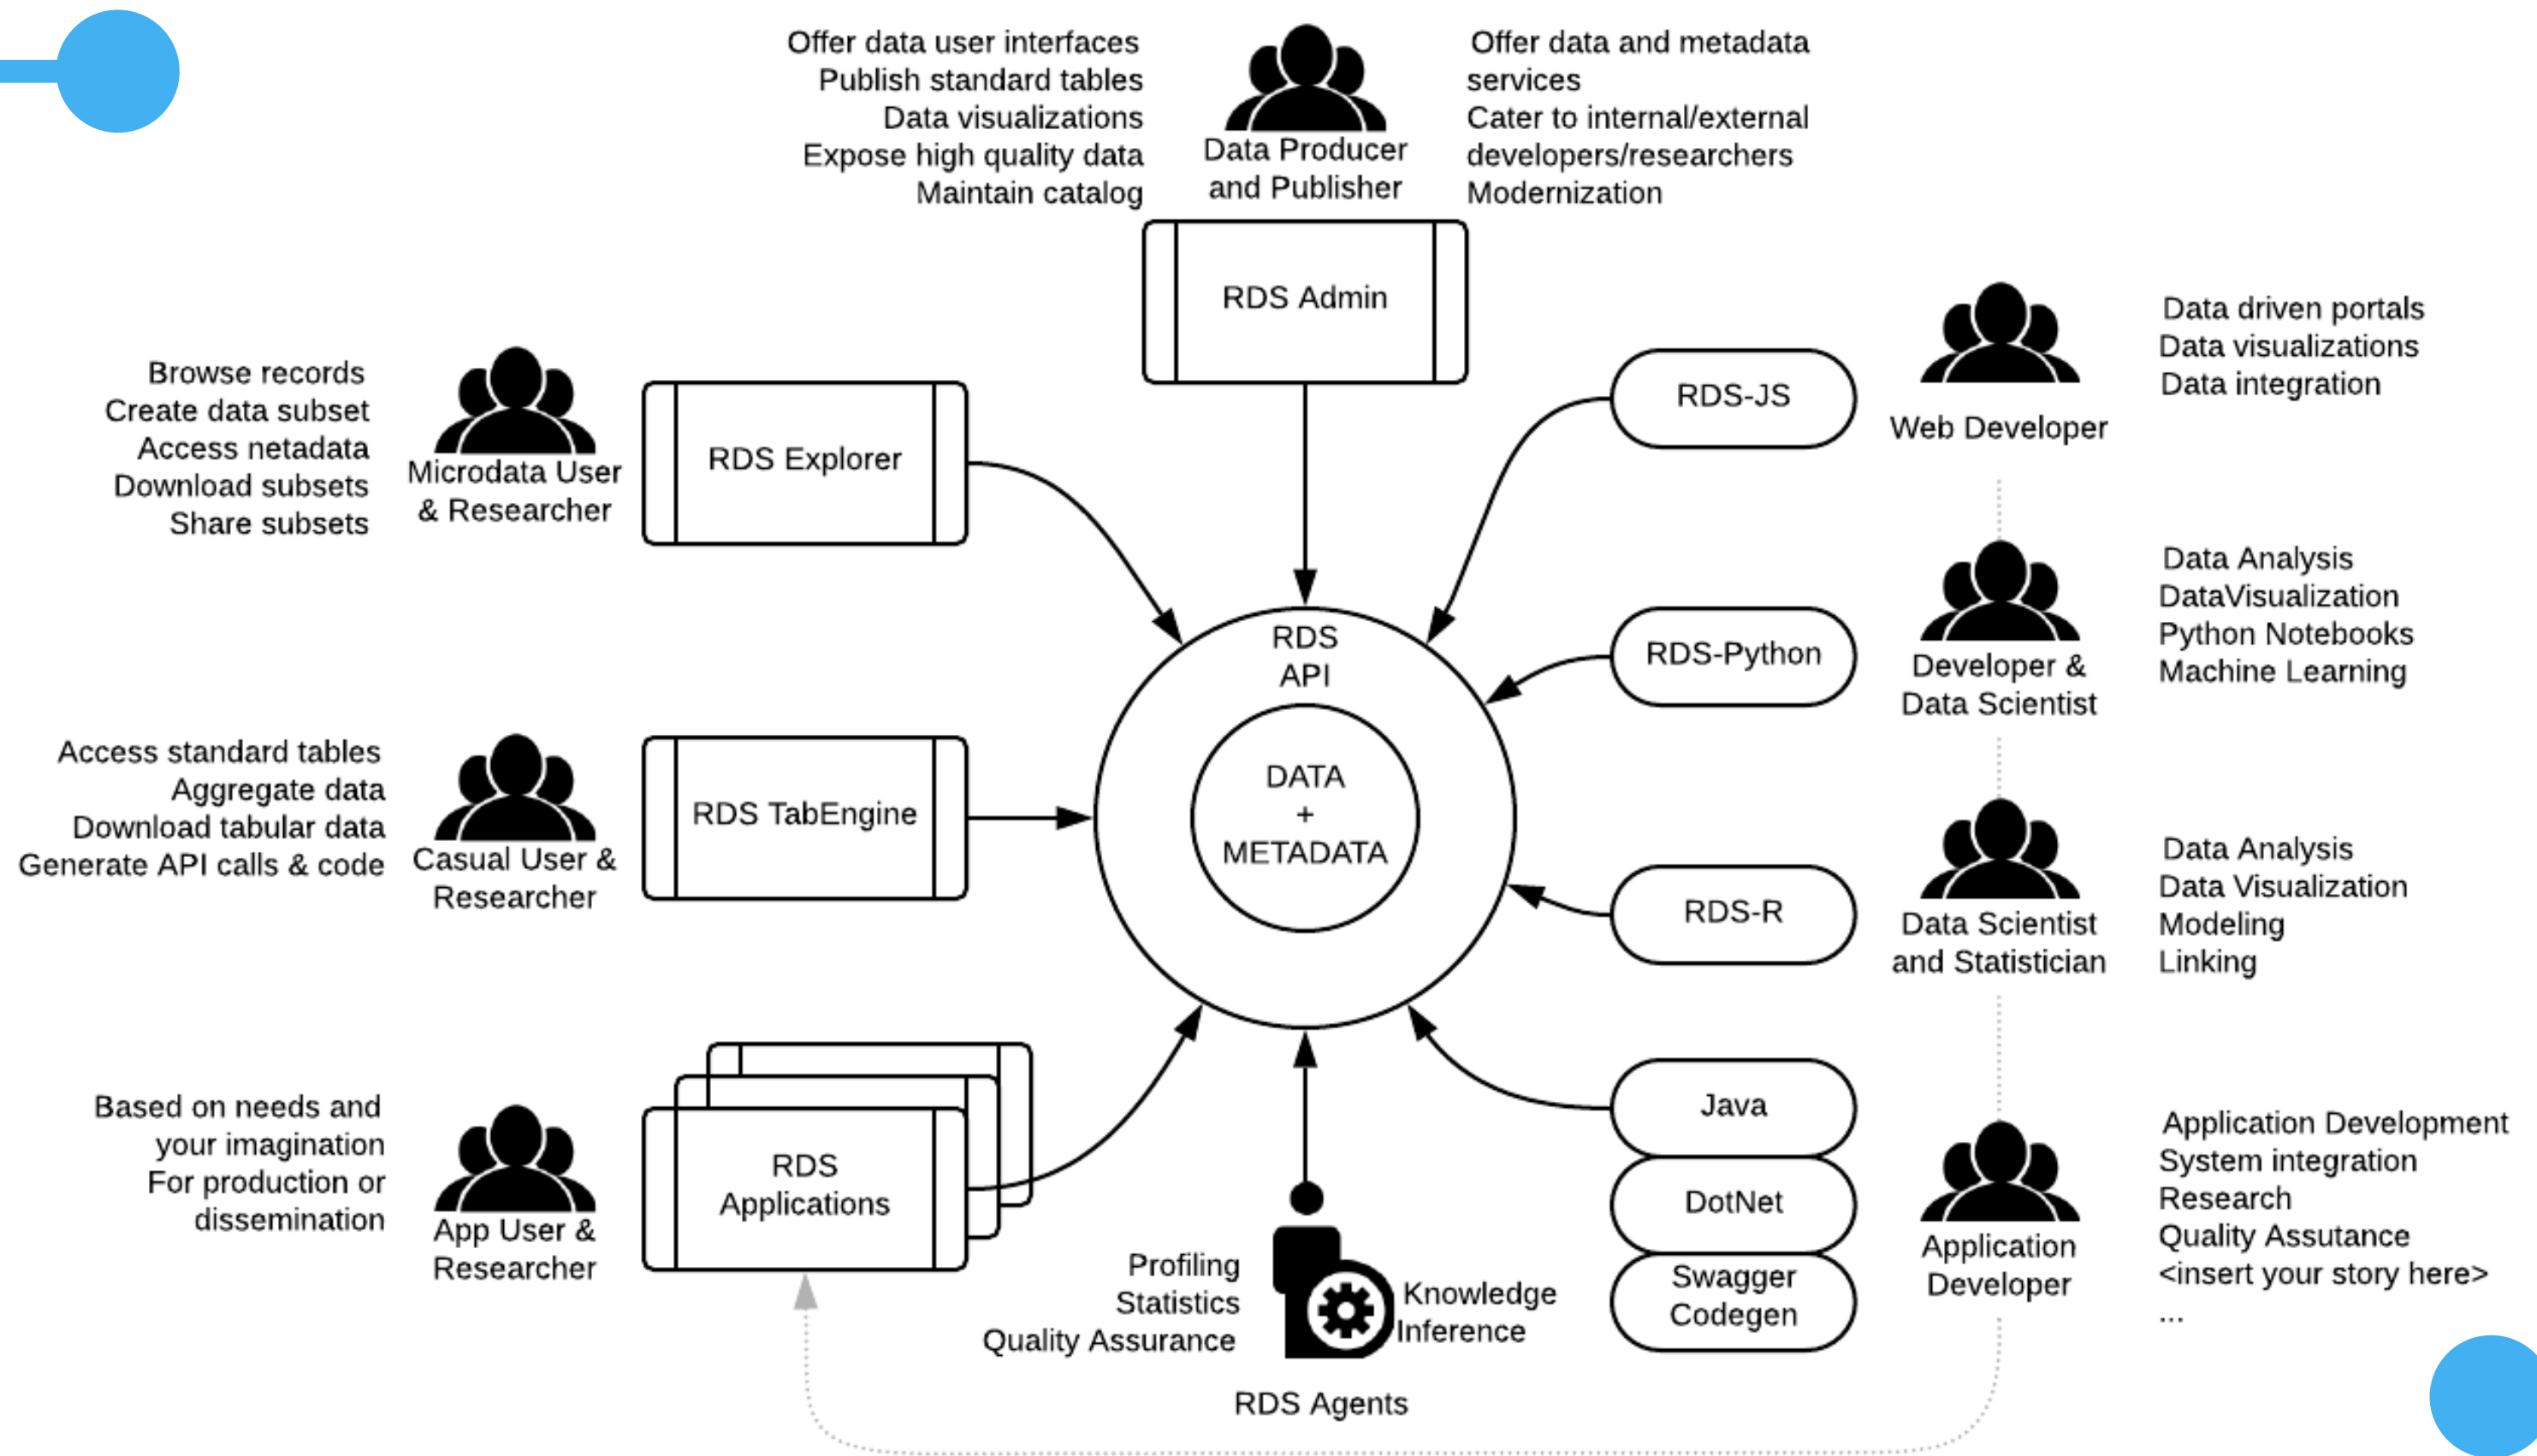 Offer data user interfaces
Publish standard tables
Data visualizations
Expose high quality data
Maintain catalog
Data Producer
and Publisher
Offer data and metadata
services
Cater to internal/external
developers/researchers
Modernization
RDS Admin
Browse records
Create data subset
Access netadata
Download subsets
Share subsets
Microdata User
& Researcher
RDS Explorer
RDS-JS
Web Developer
Data driven portals
Data visualizations
Data integration
RDS-Python
Developer &
Data Scientist
Data Analysis
DataVisualization
Python Notebooks
Machine Learning
RDS
API
DATA
+
METADATA
Access standard tables
Aggregate data
Download tabular data
Generate API calls & code
Casual User &
Researcher
RDS TabEngine
RDS-R
Data Scientist
and Statistician
Data Analysis
Data Visualization
Modeling
Linking
Based on needs and
your imagination
For production or
dissemination
App User &
Researcher
RDS
Applications
Profiling
Statistics
Quality Assurance
Knowledge
Inference
RDS Agents
Java
DotNet
Swagger
Codegen
Application
Developer
Application Development
System integration
Research
Quality Assutance
<insert your story here>
...